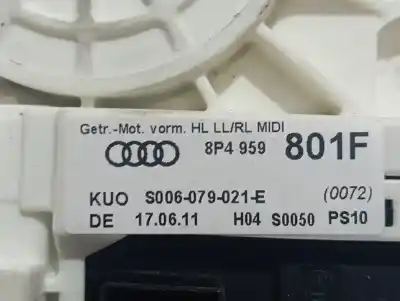 Getr.-Mot. vorm. HL LL/RL MIDI
8P4 959 801F
KUO S006-079-021-E (0072)
DE 17.06.11 H04 S0050 PS10